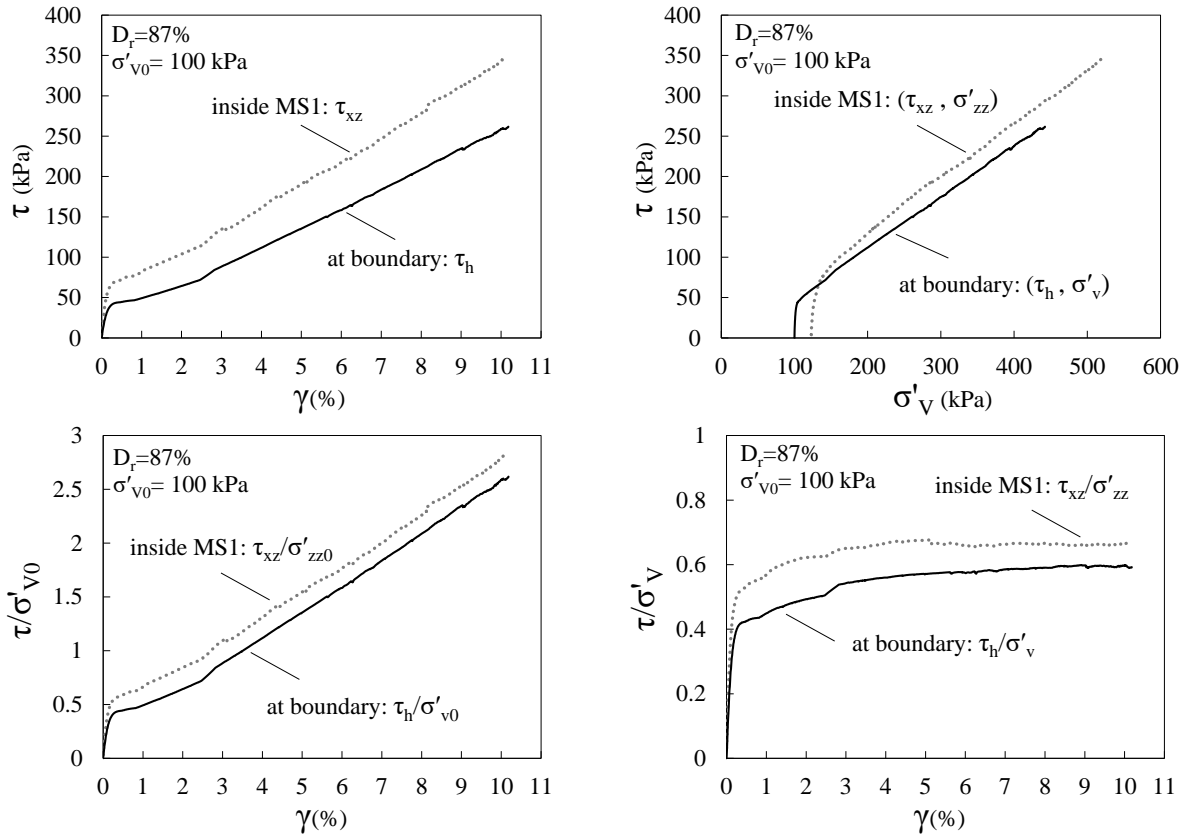 400
350
300
250
200
150
100
50
0
τ (kPa)
D_r=87%
σ'_V0= 100 kPa
inside MS1: τ_xz
at boundary: τ_h
0 1 2 3 4 5 6 7 8 9 10 11
γ(%)
400
350
300
250
200
150
100
50
0
τ (kPa)
D_r=87%
σ'_V0= 100 kPa
inside MS1: (τ_xz , σ'_zz)
at boundary: (τ_h , σ'_v)
0 100 200 300 400 500 600
σ'_V (kPa)
3
2.5
2
1.5
1
0.5
0
τ/σ'_V0
D_r=87%
σ'_V0= 100 kPa
inside MS1: τ_xz/σ'_zz0
at boundary: τ_h/σ'_v0
0 1 2 3 4 5 6 7 8 9 10 11
γ(%)
1
0.8
0.6
0.4
0.2
0
τ/σ'_V
D_r=87%
σ'_V0= 100 kPa
inside MS1: τ_xz/σ'_zz
at boundary: τ_h/σ'_v
0 1 2 3 4 5 6 7 8 9 10 11
γ(%)